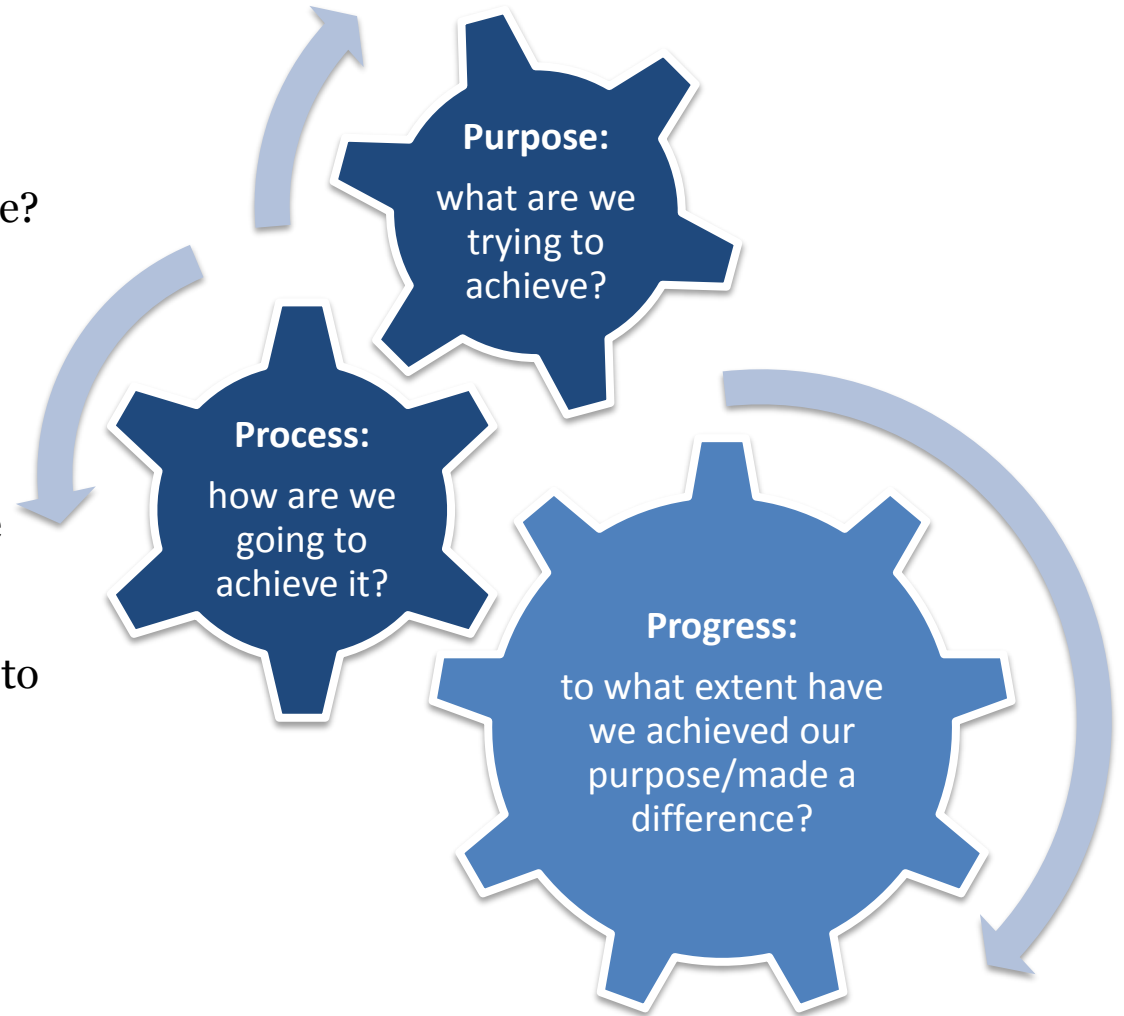 Purpose:
what are we
trying to
achieve?
e?
Process:
how are we
going to
achieve it?
to
Progress:
to what extent have
we achieved our
purpose/made a
difference?